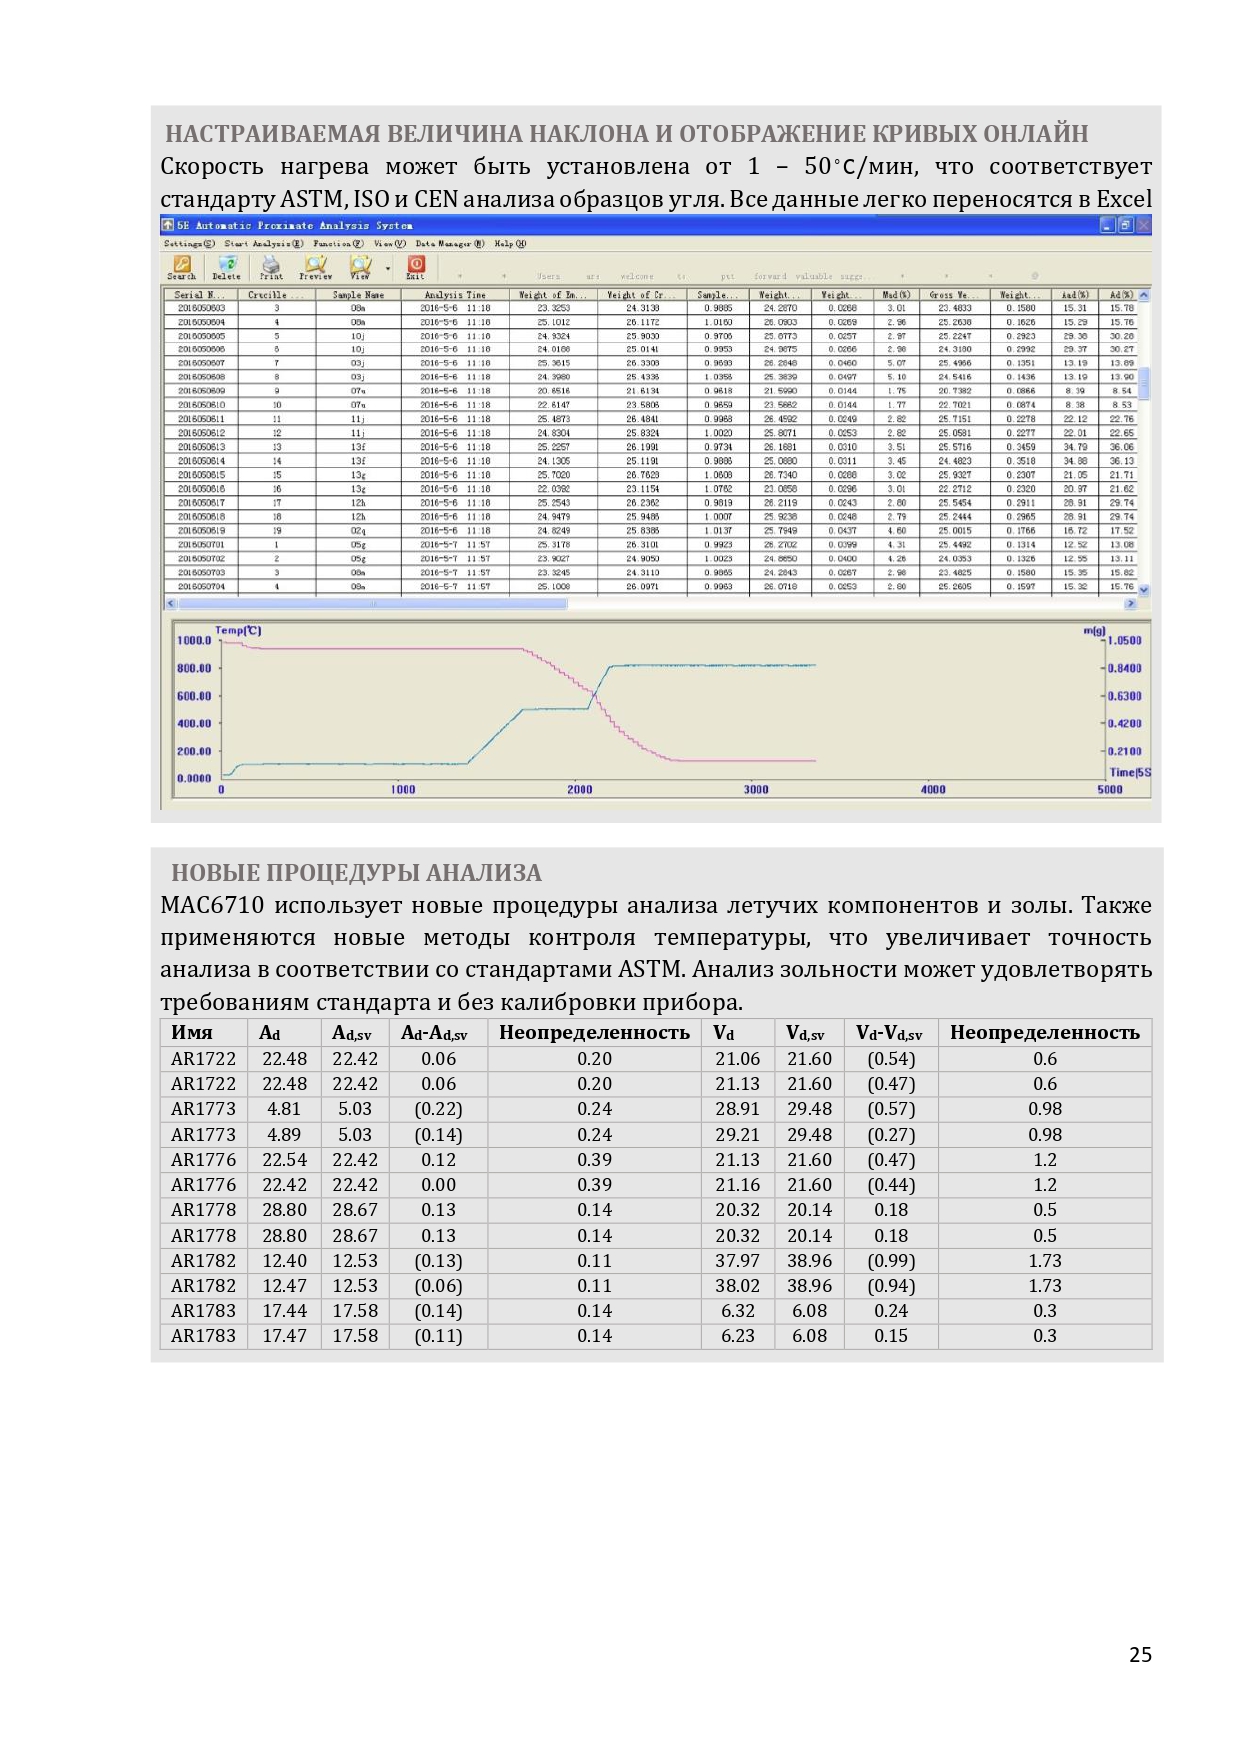 НАСТРАИВАЕМАЯ ВЕЛИЧИНА НАКЛОНА И ОТОБРАЖЕНИЕ КРИВЫХ ОНЛАЙН
Скорость нагрева может быть установлена от 1 – 50°C/мин, что соответствует
стандарту ASTM, ISO и CEN анализа образцов угля. Все данные легко переносятся в Excel
5E Automatic Proximate Analysis System
Settings(S) Start Analysis(E) Function(F) View(V) Data Manager(M) Help(H)
Search Delete Print Preview View Exit
Users are welcome to put forward valuable sugge...
Serial N... Crucible ... Sample Name Analysis Time Weight of Em... Weight of Cr... Sample... Weight... Weight... Mad(%) Gross We... Weight... Aad(%) Ad(%)
2016050603 3 08m 2016-5-6 11:18 23.3253 24.3138 0.9885 24.2870 0.0268 3.01 23.4833 0.1580 15.31 15.78
2016050604 4 08m 2016-5-6 11:18 25.1012 26.1172 1.0160 26.0903 0.0269 2.96 25.2638 0.1626 15.29 15.76
2016050605 5 10j 2016-5-6 11:18 24.9324 25.9030 0.9706 25.8773 0.0257 2.97 25.2247 0.2923 29.38 30.28
2016050606 6 10j 2016-5-6 11:18 24.0188 25.0141 0.9953 24.9875 0.0266 2.98 24.3180 0.2992 29.37 30.27
2016050607 7 03j 2016-5-6 11:18 25.3615 26.3308 0.9693 26.2848 0.0460 5.07 25.4966 0.1351 13.19 13.89
2016050608 8 03j 2016-5-6 11:18 24.3980 25.4336 1.0356 25.3839 0.0497 5.10 24.5416 0.1436 13.19 13.90
2016050609 9 07q 2016-5-6 11:18 20.6516 21.6134 0.9618 21.5990 0.0144 1.75 20.7382 0.0866 8.39 8.54
2016050610 10 07q 2016-5-6 11:18 22.6147 23.5806 0.9659 23.5662 0.0144 1.77 22.7021 0.0874 8.38 8.53
2016050611 11 11j 2016-5-6 11:18 25.4873 26.4841 0.9968 26.4592 0.0249 2.82 25.7151 0.2278 22.12 22.76
2016050612 12 11j 2016-5-6 11:18 24.8304 25.8324 1.0020 25.8071 0.0253 2.82 25.0581 0.2277 22.01 22.65
2016050613 13 13f 2016-5-6 11:18 25.2257 26.1991 0.9734 26.1681 0.0310 3.51 25.5716 0.3459 34.79 36.06
2016050614 14 13f 2016-5-6 11:18 24.1305 25.1191 0.9886 25.0880 0.0311 3.45 24.4823 0.3518 34.88 36.13
2016050615 15 13g 2016-5-6 11:18 25.7020 26.7628 1.0608 26.7340 0.0288 3.02 25.9327 0.2307 21.05 21.71
2016050616 16 13g 2016-5-6 11:18 22.0392 23.1154 1.0762 23.0858 0.0296 3.01 22.2712 0.2320 20.97 21.62
2016050617 17 12h 2016-5-6 11:18 25.2543 26.2362 0.9819 26.2119 0.0243 2.80 25.5454 0.2911 28.91 29.74
2016050618 18 12h 2016-5-6 11:18 24.9479 25.9486 1.0007 25.9238 0.0248 2.79 25.2444 0.2965 28.91 29.74
2016050619 19 02q 2016-5-6 11:18 24.8249 25.8386 1.0137 25.7949 0.0437 4.60 25.0015 0.1766 16.72 17.52
2016050701 1 05g 2016-5-7 11:57 25.3178 26.3101 0.9923 26.2702 0.0399 4.31 25.4492 0.1314 12.52 13.08
2016050702 2 05g 2016-5-7 11:57 23.9027 24.9050 1.0023 24.8650 0.0400 4.26 24.0353 0.1326 12.55 13.11
2016050703 3 08m 2016-5-7 11:57 23.3245 24.3110 0.9865 24.2843 0.0267 2.98 23.4825 0.1580 15.35 15.82
2016050704 4 08m 2016-5-7 11:57 25.1008 26.0971 0.9963 26.0718 0.0253 2.80 25.2605 0.1597 15.32 15.76
Temp(℃) m(g)
1000.0 1.0500
800.00 0.8400
600.00 0.6300
400.00 0.4200
200.00 0.2100
0.0000 Time(5S
0 1000 2000 3000 4000 5000
НОВЫЕ ПРОЦЕДУРЫ АНАЛИЗА
MAC6710 использует новые процедуры анализа летучих компонентов и золы. Также
применяются новые методы контроля температуры, что увеличивает точность
анализа в соответствии со стандартами ASTM. Анализ зольности может удовлетворять
требованиям стандарта и без калибровки прибора.
Имя Ad Ad,sv Ad-Ad,sv Неопределенность Vd Vd,sv Vd-Vd,sv Неопределенность
AR1722 22.48 22.42 0.06 0.20 21.06 21.60 (0.54) 0.6
AR1722 22.48 22.42 0.06 0.20 21.13 21.60 (0.47) 0.6
AR1773 4.81 5.03 (0.22) 0.24 28.91 29.48 (0.57) 0.98
AR1773 4.89 5.03 (0.14) 0.24 29.21 29.48 (0.27) 0.98
AR1776 22.54 22.42 0.12 0.39 21.13 21.60 (0.47) 1.2
AR1776 22.42 22.42 0.00 0.39 21.16 21.60 (0.44) 1.2
AR1778 28.80 28.67 0.13 0.14 20.32 20.14 0.18 0.5
AR1778 28.80 28.67 0.13 0.14 20.32 20.14 0.18 0.5
AR1782 12.40 12.53 (0.13) 0.11 37.97 38.96 (0.99) 1.73
AR1782 12.47 12.53 (0.06) 0.11 38.02 38.96 (0.94) 1.73
AR1783 17.44 17.58 (0.14) 0.14 6.32 6.08 0.24 0.3
AR1783 17.47 17.58 (0.11) 0.14 6.23 6.08 0.15 0.3
25